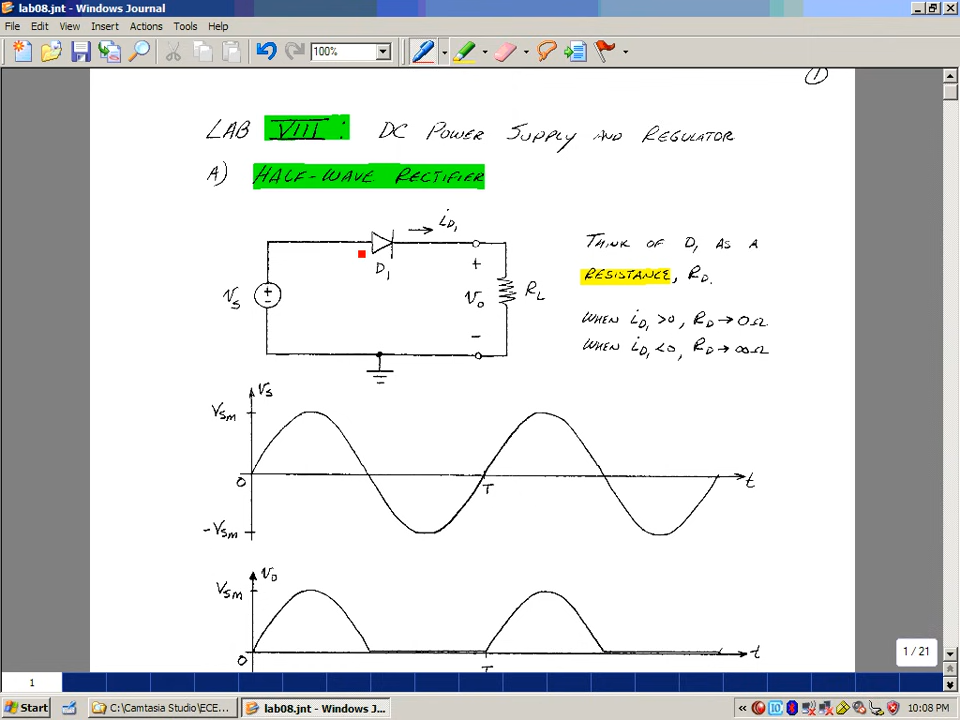 lab08.jnt - Windows Journal
File Edit View Insert Actions Tools Help
100%
1
LAB VIII: DC POWER SUPPLY AND REGULATOR
A) HALF-WAVE RECTIFIER
iD1
D1
VS
+
-
+
VO
-
RL
THINK OF D1 AS A
RESISTANCE, RD.
WHEN iD1 >0, RD→0Ω
WHEN iD1 <0, RD→∞Ω
VS
VSM
0
T
t
-VSM
VO
VSM
0
T
t
1 / 21
1
Start
C:\Camtasia Studio\ECE...
lab08.jnt - Windows J...
«
10:08 PM